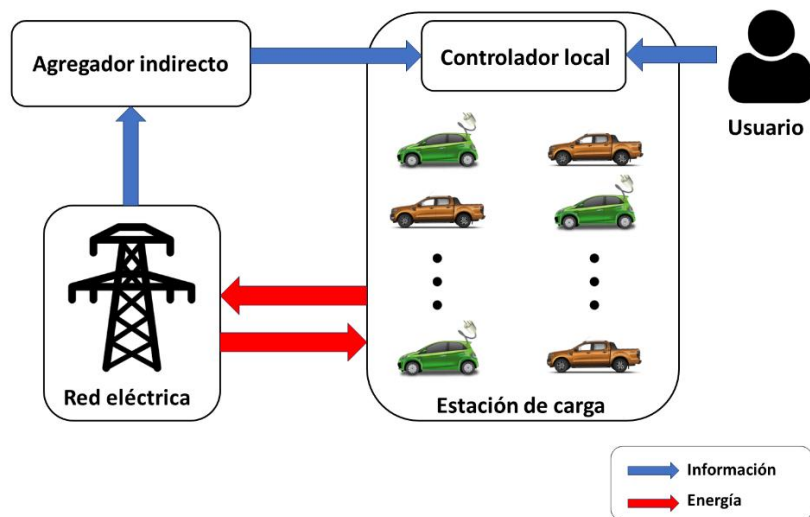 Agregador indirecto
Controlador local
Usuario
Red eléctrica
Estación de carga
Información
Energía